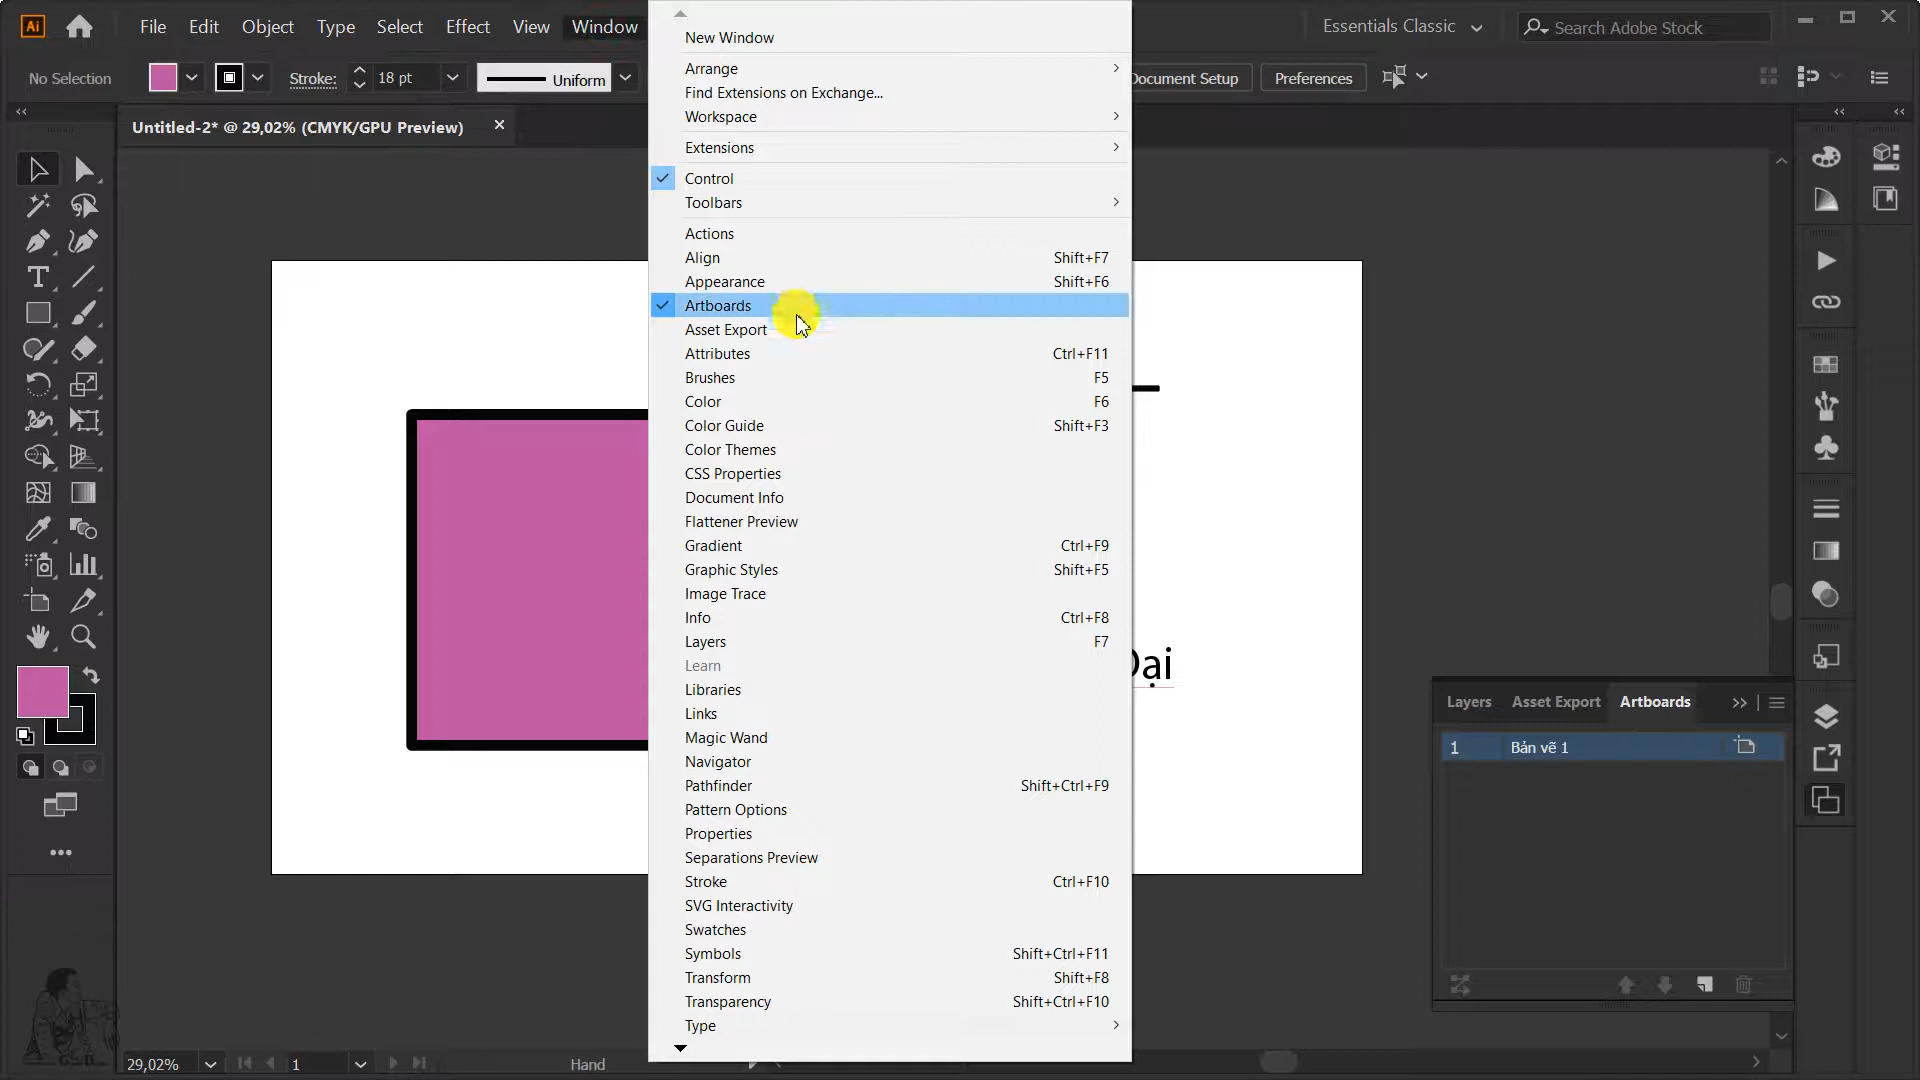 Ai File Edit Object Type Select Effect View Window Essentials Classic Search Adobe Stock
No Selection Stroke: 18 pt Uniform Document Setup Preferences
Untitled-2* @ 29,02% (CMYK/GPU Preview)
New Window
Arrange
Find Extensions on Exchange...
Workspace
Extensions
Control
Toolbars
Actions
Align Shift+F7
Appearance Shift+F6
Artboards
Asset Export
Attributes Ctrl+F11
Brushes F5
Color F6
Color Guide Shift+F3
Color Themes
CSS Properties
Document Info
Flattener Preview
Gradient Ctrl+F9
Graphic Styles Shift+F5
Image Trace
Info Ctrl+F8
Layers F7
Learn
Libraries
Links
Magic Wand
Navigator
Pathfinder Shift+Ctrl+F9
Pattern Options
Properties
Separations Preview
Stroke Ctrl+F10
SVG Interactivity
Swatches
Symbols Shift+Ctrl+F11
Transform Shift+F8
Transparency Shift+Ctrl+F10
Type
Đại
Layers Asset Export Artboards
1 Bản vẽ 1
29,02% 1 Hand